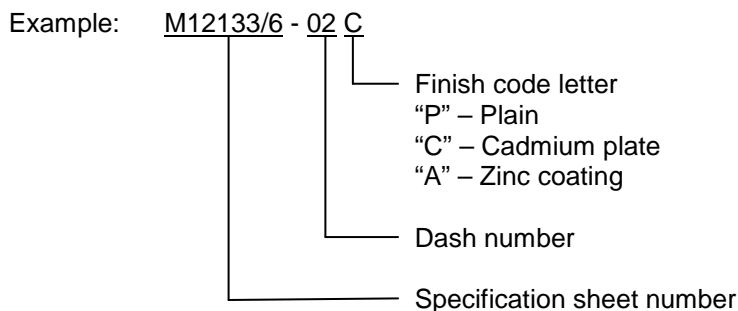 Example: M12133/6 - 02 C
Finish code letter
“P” – Plain
“C” – Cadmium plate
“A” – Zinc coating
Dash number
Specification sheet number